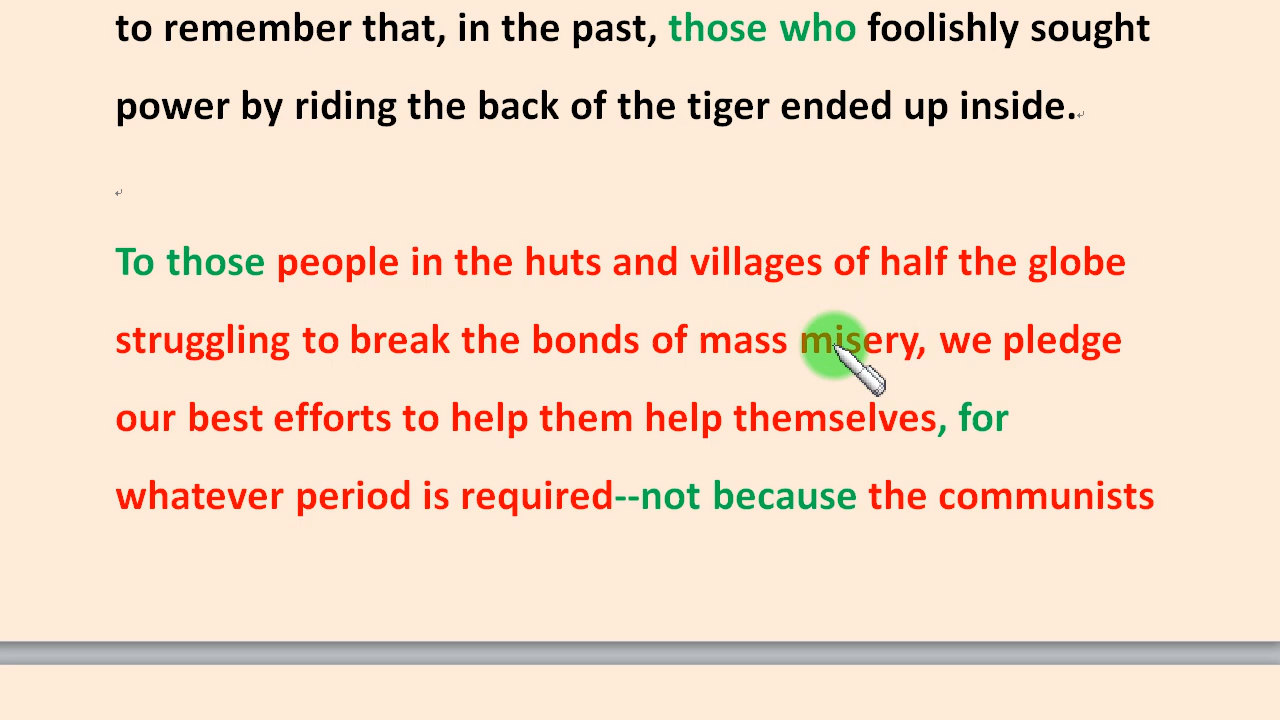 to remember that, in the past, those who foolishly sought
power by riding the back of the tiger ended up inside.
To those people in the huts and villages of half the globe
struggling to break the bonds of mass misery, we pledge
our best efforts to help them help themselves, for
whatever period is required--not because the communists